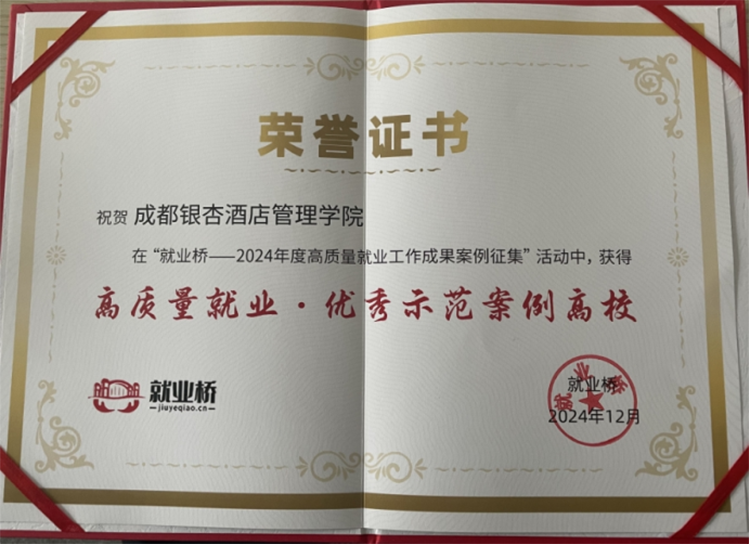 荣誉证书
祝贺 成都银杏酒店管理学院
在“就业桥——2024年度高质量就业工作成果案例征集”活动中，获得
高质量就业·优秀示范案例高校
就业桥
jiuyeqiao.cn
就业桥
就业桥
2024年12月